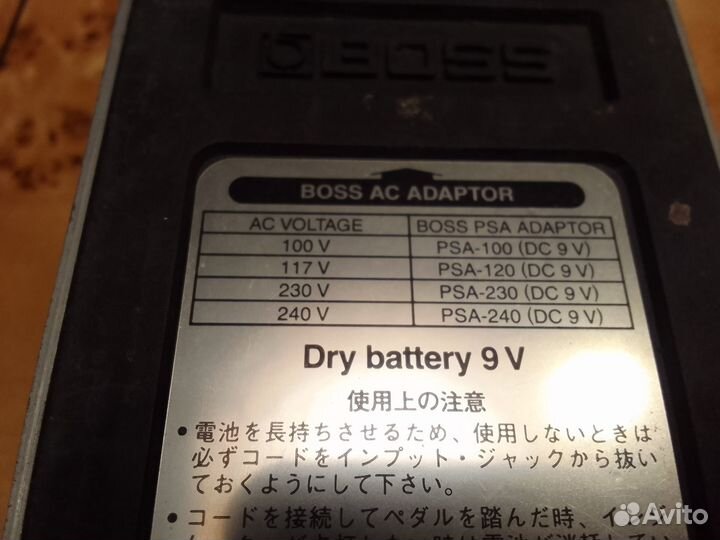 BOSS
BOSS AC ADAPTOR
AC VOLTAGE BOSS PSA ADAPTOR
100 V PSA-100 (DC 9 V)
117 V PSA-120 (DC 9 V)
230 V PSA-230 (DC 9 V)
240 V PSA-240 (DC 9 V)
Dry battery 9 V
使用上の注意
• 電池を長持ちさせるため、使用しないときは
必ずコードをインプット・ジャックから抜い
ておくようにして下さい。
• コードを接続してペダルを踏んだ時、イ
Avito